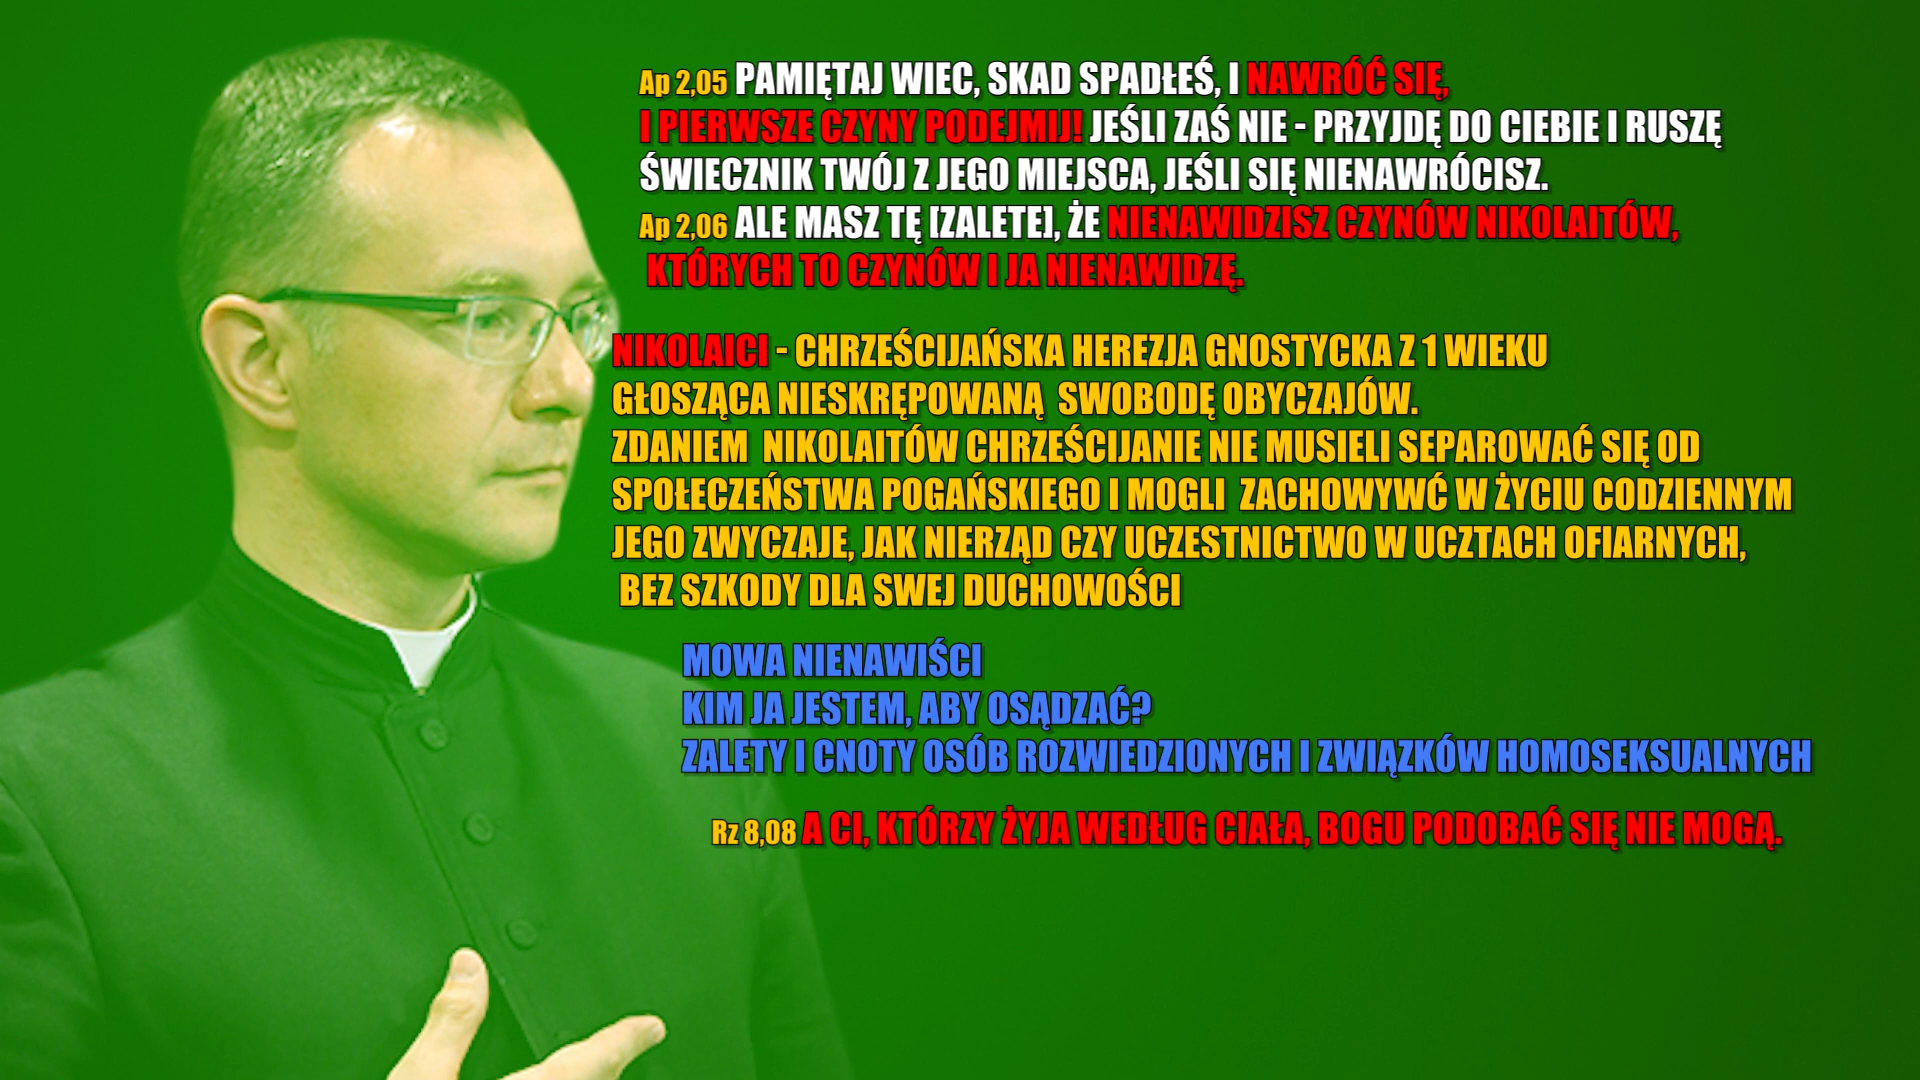 Ap 2,05 PAMIĘTAJ WIEC, SKAD SPADŁEŚ, I NAWRÓĆ SIĘ,
I PIERWSZE CZYNY PODEJMIJ! JEŚLI ZAŚ NIE - PRZYJDĘ DO CIEBIE I RUSZĘ
ŚWIECZNIK TWÓJ Z JEGO MIEJSCA, JEŚLI SIĘ NIENAWRÓCISZ.
Ap 2,06 ALE MASZ TĘ [ZALETE], ŻE NIENAWIDZISZ CZYNÓW NIKOLAITÓW,
KTÓRYCH TO CZYNÓW I JA NIENAWIDZĘ.
NIKOLAICI - CHRZEŚCIJAŃSKA HEREZJA GNOSTYCKA Z 1 WIEKU
GŁOSZĄCA NIESKRĘPOWANĄ SWOBODĘ OBYCZAJÓW.
ZDANIEM NIKOLAITÓW CHRZEŚCIJANIE NIE MUSIELI SEPAROWAĆ SIĘ OD
SPOŁECZEŃSTWA POGAŃSKIEGO I MOGLI ZACHOWYWĆ W ŻYCIU CODZIENNYM
JEGO ZWYCZAJE, JAK NIERZĄD CZY UCZESTNICTWO W UCZTACH OFIARNYCH,
BEZ SZKODY DLA SWEJ DUCHOWOŚCI
MOWA NIENAWIŚCI
KIM JA JESTEM, ABY OSĄDZAĆ?
ZALETY I CNOTY OSÓB ROZWIEDZIONYCH I ZWIĄZKÓW HOMOSEKSUALNYCH
Rz 8,08 A CI, KTÓRZY ŻYJA WEDŁUG CIAŁA, BOGU PODOBAĆ SIĘ NIE MOGĄ.